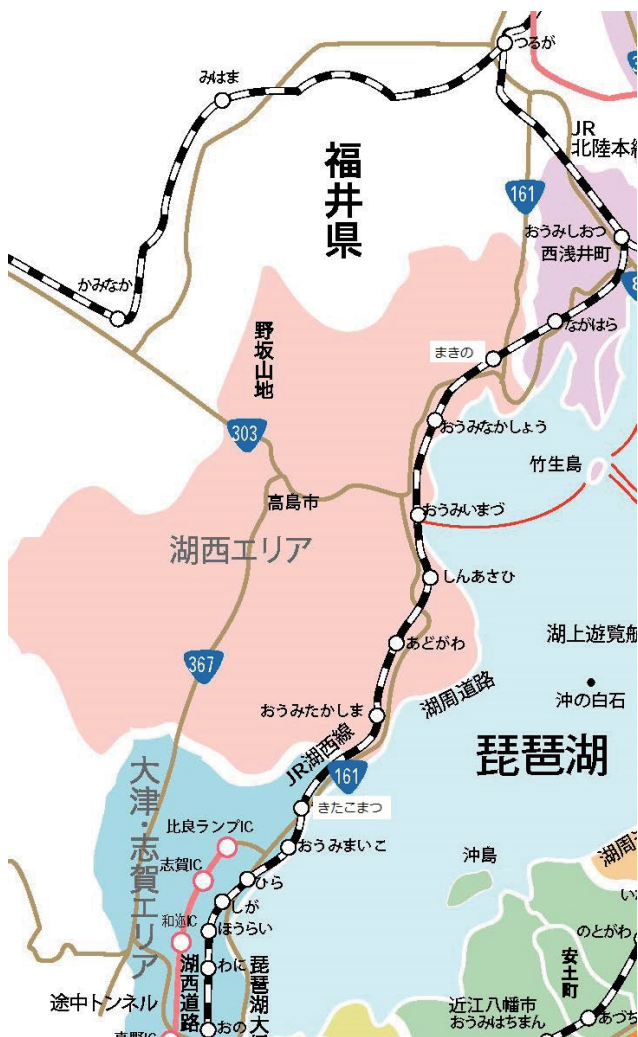 つるが
みはま
JR
北陸本線
福井県
161
おうみしおつ
西浅井町
8
かみなか
ながはら
野坂山地
まきの
303
おうみなかしょう
竹生島
高島市
おうみいまづ
湖西エリア
しんあさひ
湖上遊覧航
あどがわ
367
沖の白石
湖周道路
おうみたかしま
JR湖西線
琵琶湖
161
大津・志賀エリア
きたこまつ
比良ランプIC
おうみまいこ
沖島
湖周
志賀IC
ひら
しが
和邇IC
ほうらい
のとがわ
安土町
わに
湖西道路
琵琶湖大
途中トンネル
近江八幡市
おうみはちまん
あづち
おの
真野IC